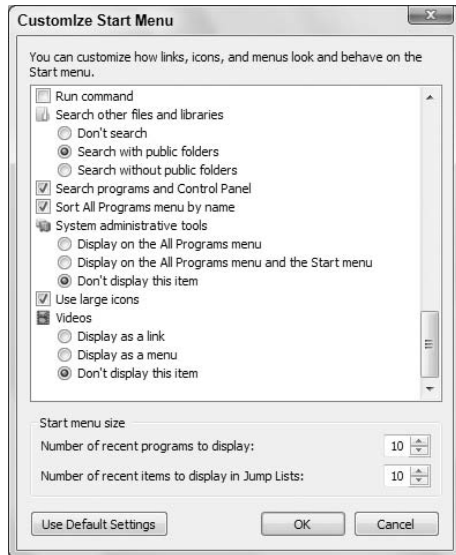 Customize Start Menu
You can customize how links, icons, and menus look and behave on the
Start menu.
Run command
Search other files and libraries
Don't search
Search with public folders
Search without public folders
Search programs and Control Panel
Sort All Programs menu by name
System administrative tools
Display on the All Programs menu
Display on the All Programs menu and the Start menu
Don't display this item
Use large icons
Videos
Display as a link
Display as a menu
Don't display this item
Start menu size
Number of recent programs to display: 10
Number of recent items to display in Jump Lists: 10
Use Default Settings OK Cancel